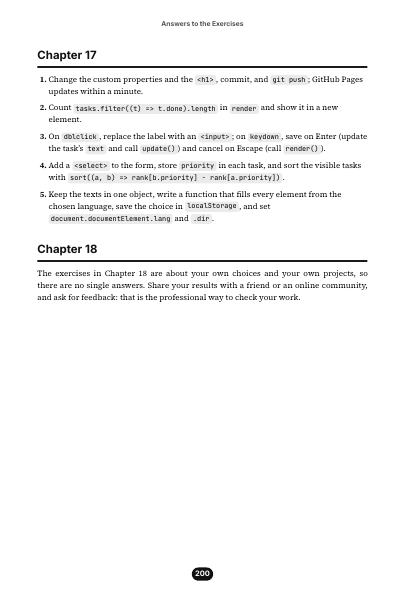 Answers to the Exercises
Chapter 17
1. Change the custom properties and the <h1>, commit, and git push; GitHub Pages
updates within a minute.
2. Count tasks.filter((t) => t.done).length in render and show it in a new
element.
3. On dblclick, replace the label with an <input>; on keydown, save on Enter (update
the task's text and call update()) and cancel on Escape (call render()).
4. Add a <select> to the form, store priority in each task, and sort the visible tasks
with sort((a, b) => rank[b.priority] - rank[a.priority]).
5. Keep the texts in one object, write a function that fills every element from the
chosen language, save the choice in localStorage, and set
document.documentElement.lang and .dir.
Chapter 18
The exercises in Chapter 18 are about your own choices and your own projects, so
there are no single answers. Share your results with a friend or an online community,
and ask for feedback: that is the professional way to check your work.
200